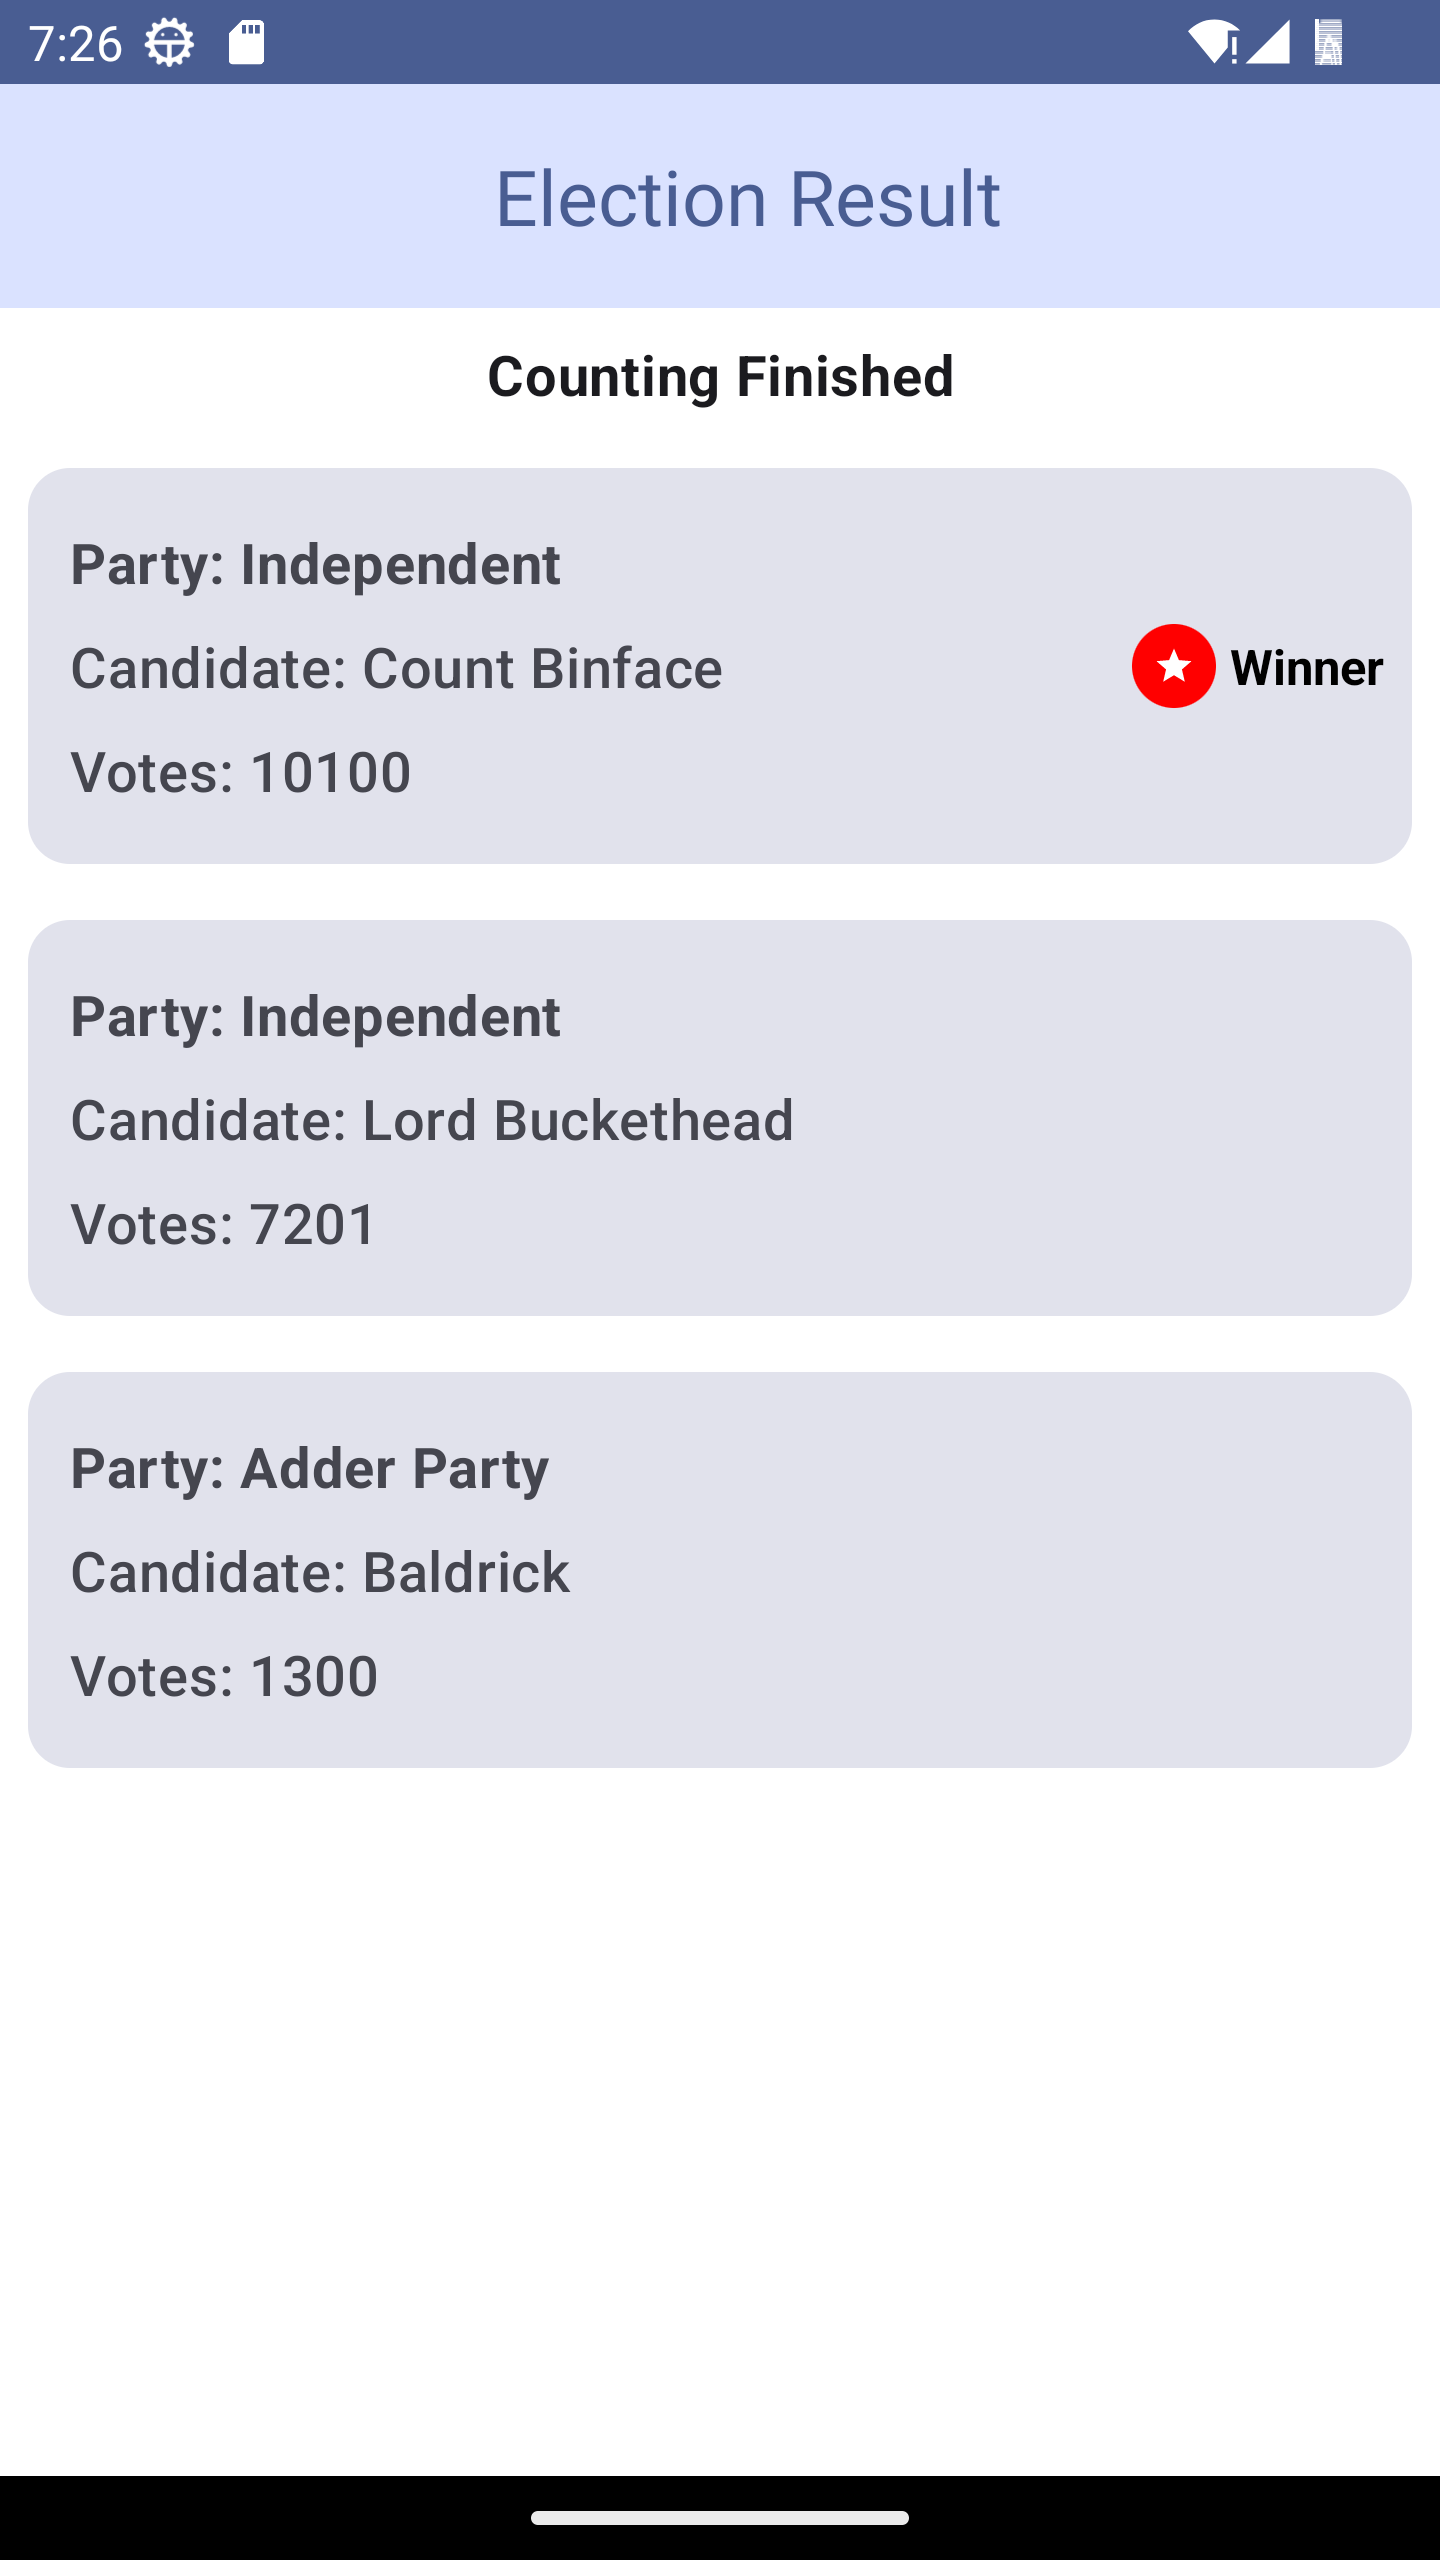 7:26
Election Result
Counting Finished
Party: Independent
Candidate: Count Binface
Winner
Votes: 10100
Party: Independent
Candidate: Lord Buckethead
Votes: 7201
Party: Adder Party
Candidate: Baldrick
Votes: 1300